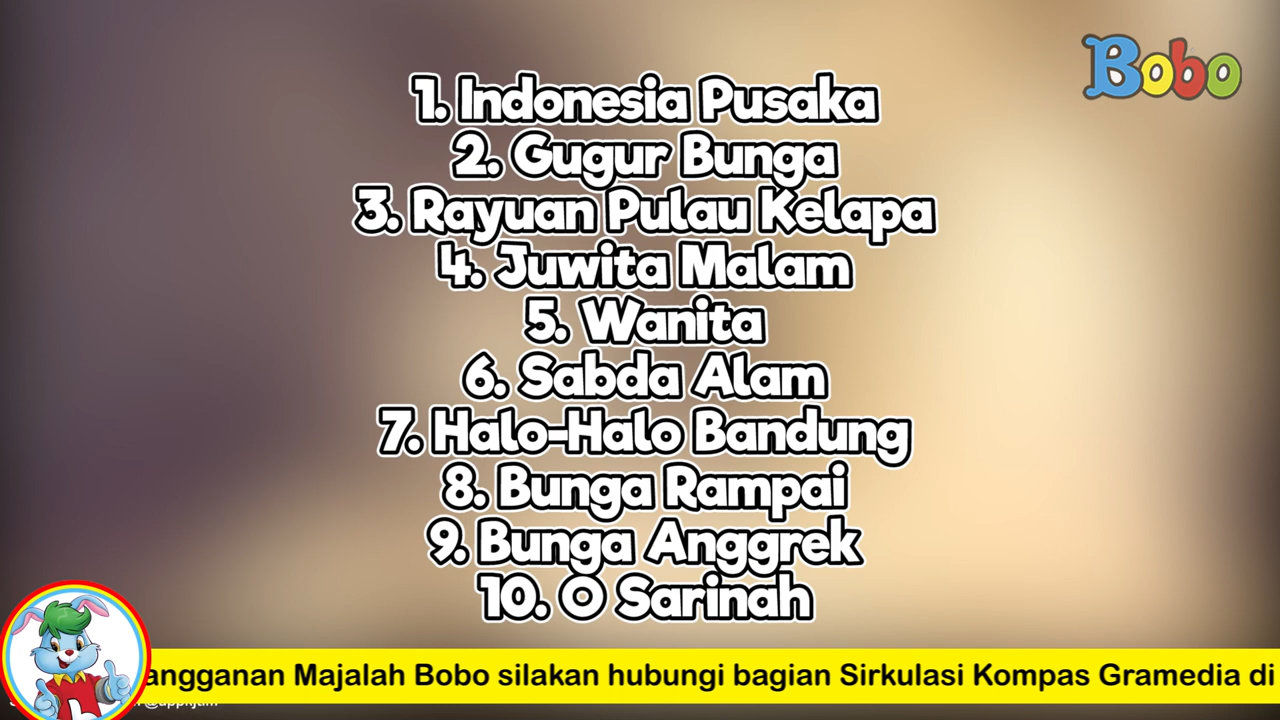 Bobo
1. Indonesia Pusaka
2. Gugur Bunga
3. Rayuan Pulau Kelapa
4. Juwita Malam
5. Wanita
6. Sabda Alam
7. Halo-Halo Bandung
8. Bunga Rampai
9. Bunga Anggrek
10. O Sarinah
angganan Majalah Bobo silakan hubungi bagian Sirkulasi Kompas Gramedia di